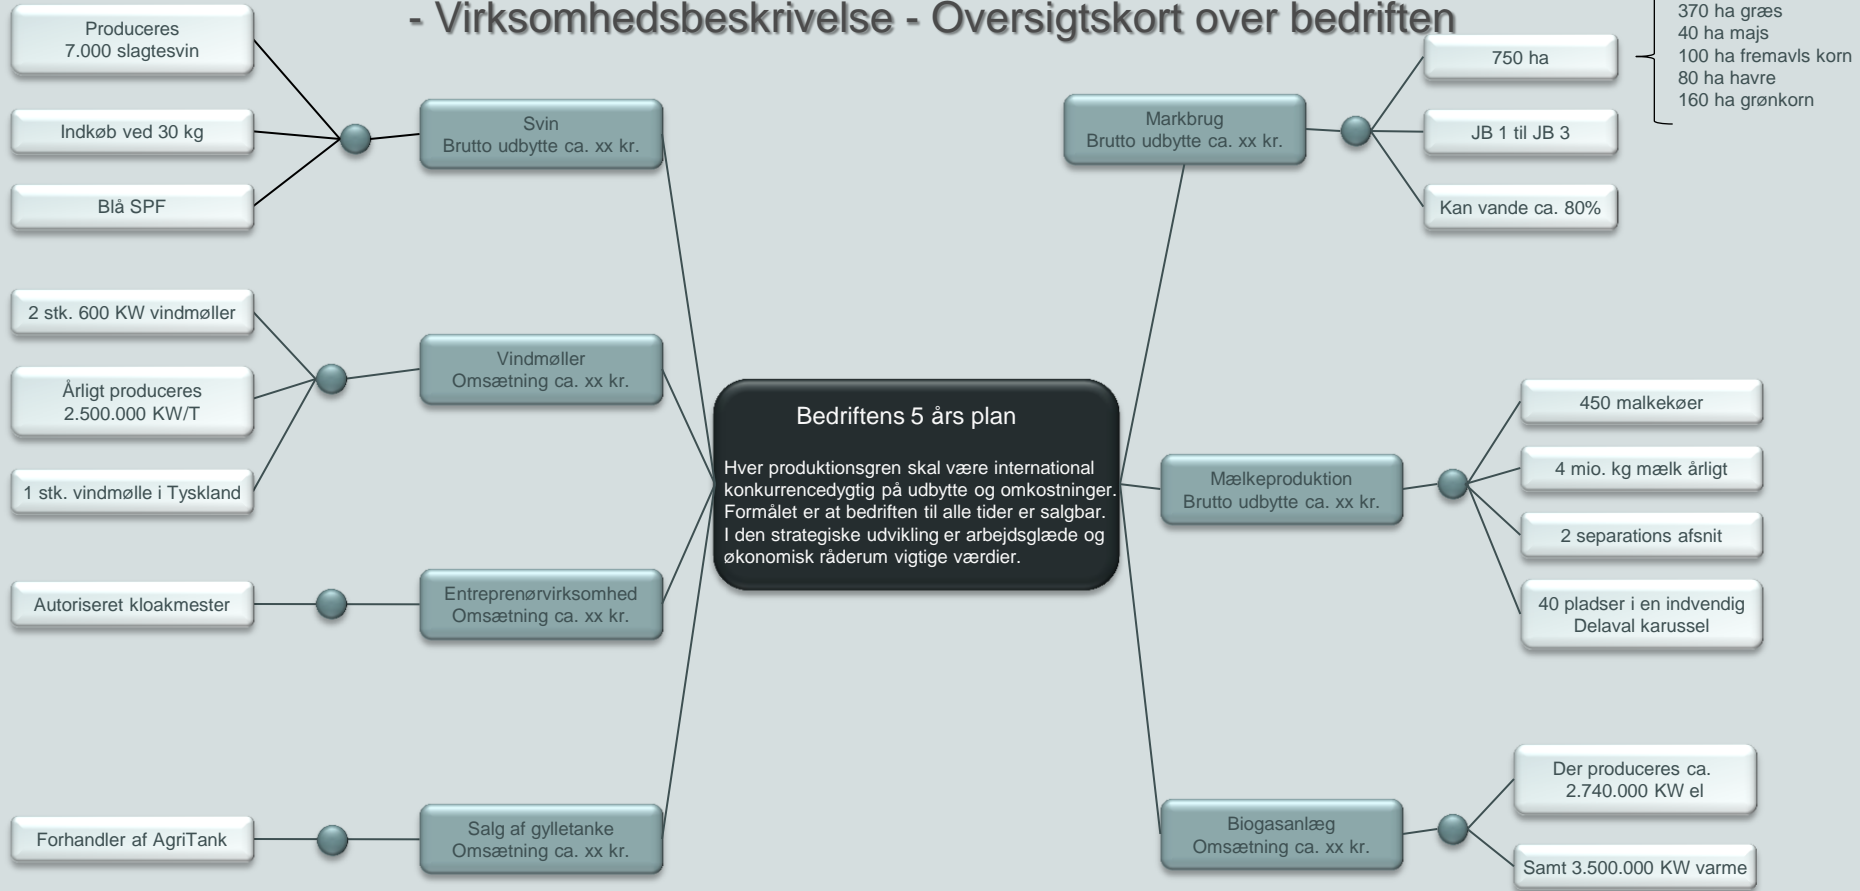 - Virksomhedsbeskrivelse - Oversigtskort over bedriften
Produceres
7.000 slagtesvin
Indkøb ved 30 kg
Blå SPF
Svin
Brutto udbytte ca. xx kr.
2 stk. 600 KW vindmøller
Årligt produceres
2.500.000 KW/T
1 stk. vindmølle i Tyskland
Vindmøller
Omsætning ca. xx kr.
Autoriseret kloakmester
Entreprenørvirksomhed
Omsætning ca. xx kr.
Forhandler af AgriTank
Salg af gylletanke
Omsætning ca. xx kr.
Bedriftens 5 års plan
Hver produktionsgren skal være international
konkurrencedygtig på udbytte og omkostninger.
Formålet er at bedriften til alle tider er salgbar.
I den strategiske udvikling er arbejdsglæde og
økonomisk råderum vigtige værdier.
Markbrug
Brutto udbytte ca. xx kr.
750 ha
JB 1 til JB 3
Kan vande ca. 80%
370 ha græs
40 ha majs
100 ha fremavls korn
80 ha havre
160 ha grønkorn
Mælkeproduktion
Brutto udbytte ca. xx kr.
450 malkekøer
4 mio. kg mælk årligt
2 separations afsnit
40 pladser i en indvendig
Delaval karussel
Biogasanlæg
Omsætning ca. xx kr.
Der produceres ca.
2.740.000 KW el
Samt 3.500.000 KW varme